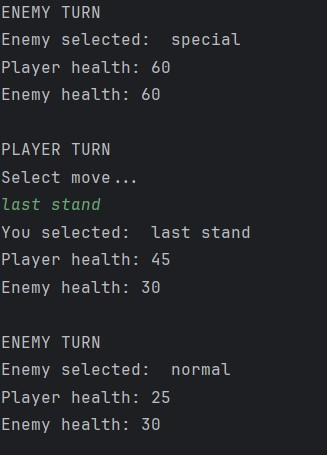 ENEMY TURN
Enemy selected:  special
Player health: 60
Enemy health: 60
PLAYER TURN
Select move...
last stand
You selected:  last stand
Player health: 45
Enemy health: 30
ENEMY TURN
Enemy selected:  normal
Player health: 25
Enemy health: 30